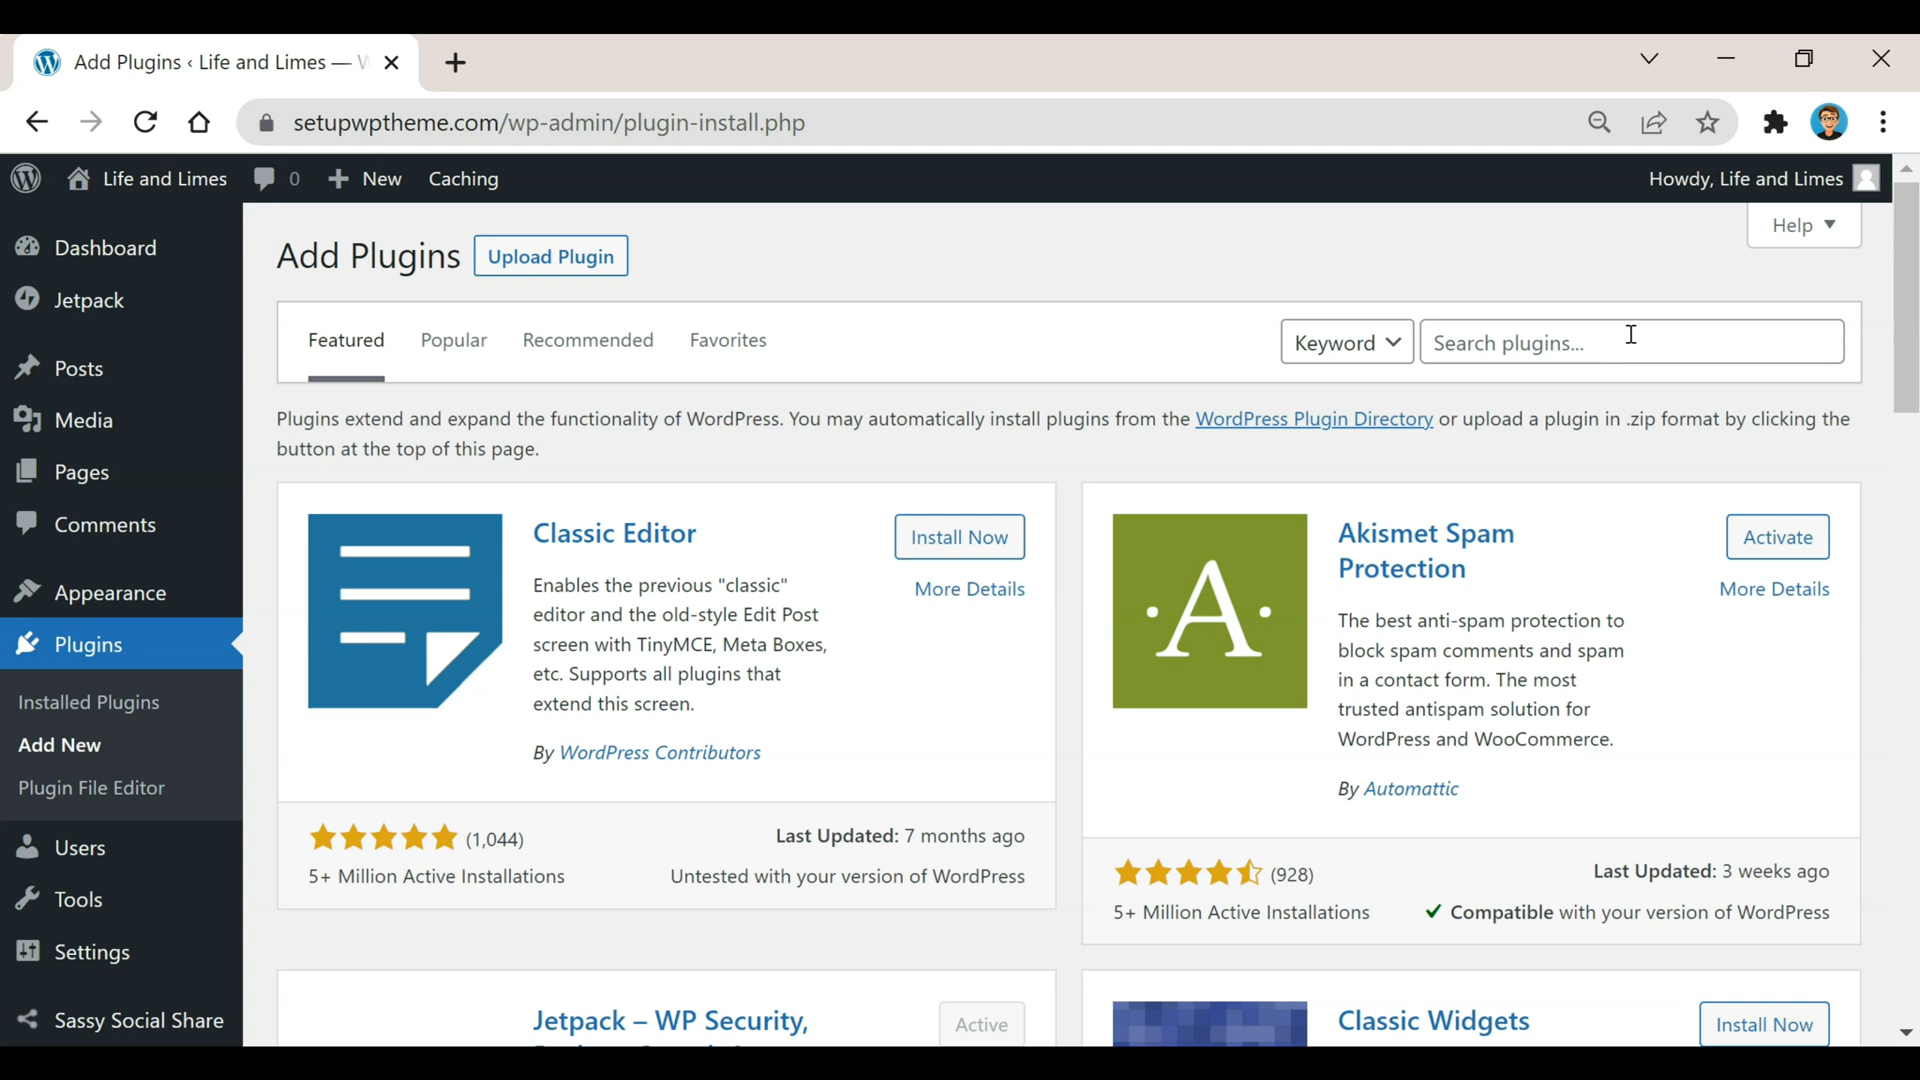 Add Plugins ‹ Life and Limes —
setupwptheme.com/wp-admin/plugin-install.php
Life and Limes 0 New Caching Howdy, Life and Limes
Help
Dashboard
Jetpack
Posts
Media
Pages
Comments
Appearance
Plugins
Installed Plugins
Add New
Plugin File Editor
Users
Tools
Settings
Sassy Social Share
Add Plugins Upload Plugin
Featured Popular Recommended Favorites Keyword Search plugins...
Plugins extend and expand the functionality of WordPress. You may automatically install plugins from the WordPress Plugin Directory or upload a plugin in .zip format by clicking the
button at the top of this page.
Classic Editor
Install Now
More Details
Enables the previous "classic"
editor and the old-style Edit Post
screen with TinyMCE, Meta Boxes,
etc. Supports all plugins that
extend this screen.
By WordPress Contributors
(1,044)
Last Updated: 7 months ago
5+ Million Active Installations
Untested with your version of WordPress
A
Akismet Spam
Protection
Activate
More Details
The best anti-spam protection to
block spam comments and spam
in a contact form. The most
trusted antispam solution for
WordPress and WooCommerce.
By Automattic
(928)
Last Updated: 3 weeks ago
5+ Million Active Installations
Compatible with your version of WordPress
Jetpack – WP Security,
Active
Classic Widgets
Install Now